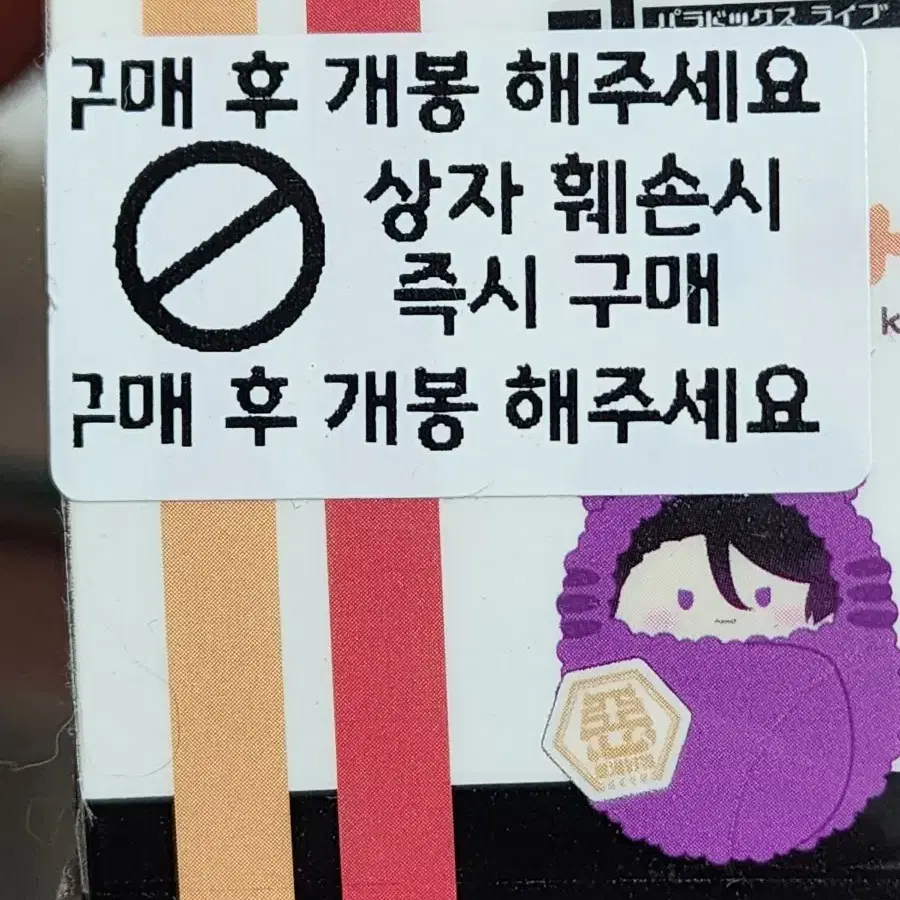 パラドックス ライブ
구매 후 개봉 해주세요
상자 훼손시
즉시 구매
구매 후 개봉 해주세요
k
悪